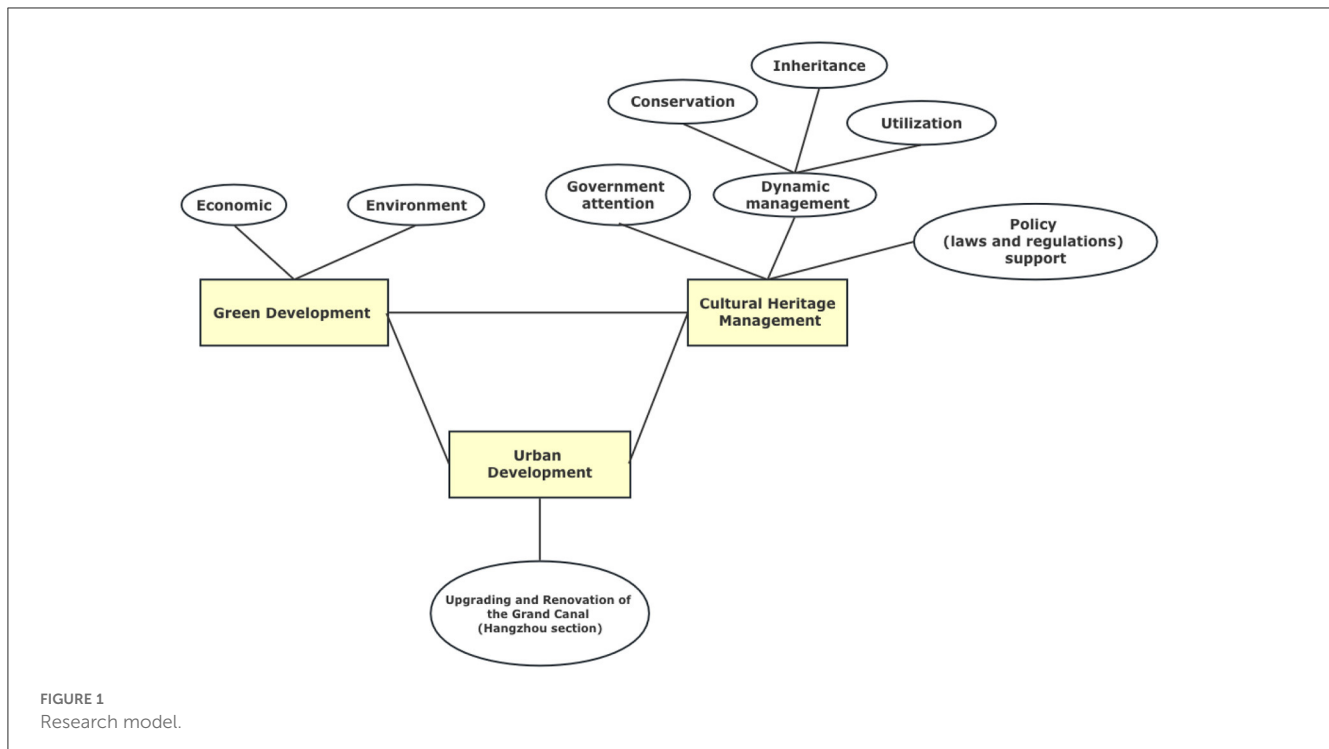 Inheritance
Conservation
Utilization
Government
attention
Dynamic
management
Economic
Environment
Policy
(laws and regulations)
support
Green Development
Cultural Heritage
Management
Urban
Development
Upgrading and Renovation of
the Grand Canal
(Hangzhou section)
FIGURE 1
Research model.